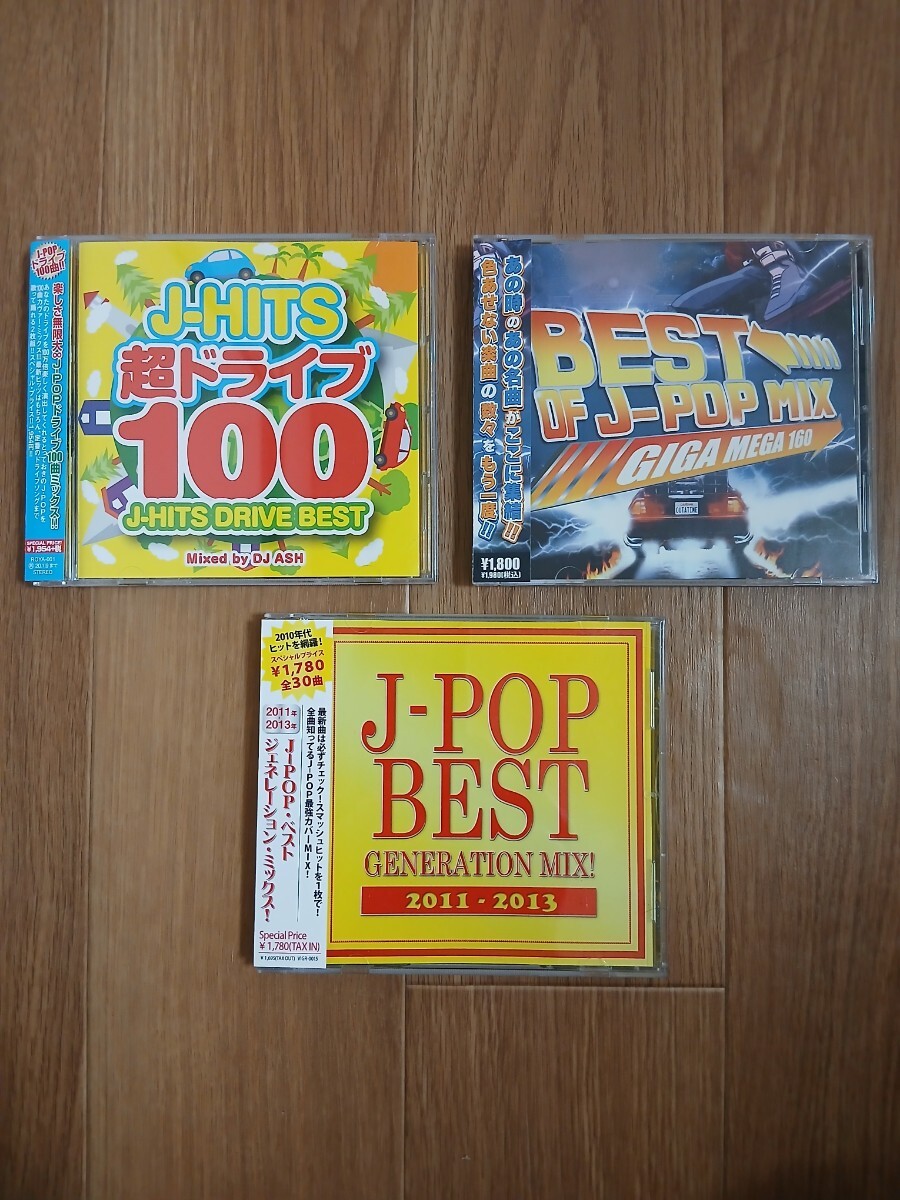 J-POP
ドライブ
100曲!!
楽しさ無限大∞J-POPドライブ100曲ミックス!!
SPECIAL PRICE!
¥1,954+税
ROYA-001
STEREO
J-HITS
超ドライブ
100
J-HITS DRIVE BEST
Mixed by DJ ASH
あの時のあの名曲がここに集結!!
色あせない楽曲の数々をもう一度!!
¥1,800
¥1,980(税込)
BEST
OF J-POP MIX
GIGA MEGA 160
OUTATIME
2010年代
ヒットを網羅!
スペシャルプライス
¥1,780
全30曲
2011年
2013年
最新曲は必ずチェック!スマッシュヒットを1枚で!
全曲知ってるJ-POP最強カバーMIX!
J-POP・ベスト
ジェネレーション・ミックス!
Special Price
¥ 1,780(TAX IN)
J-POP
BEST
GENERATION MIX!
2011 - 2013